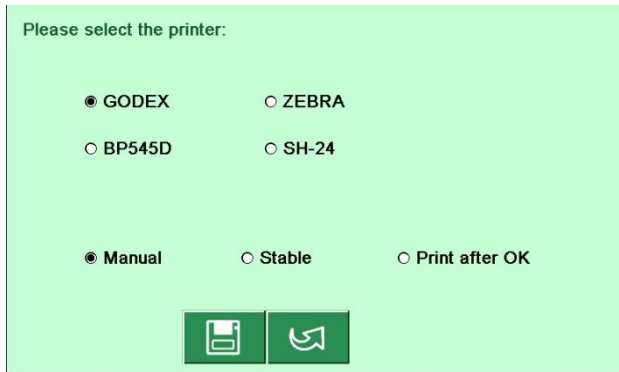 Please select the printer:
GODEX ZEBRA
BP545D SH-24
Manual Stable Print after OK